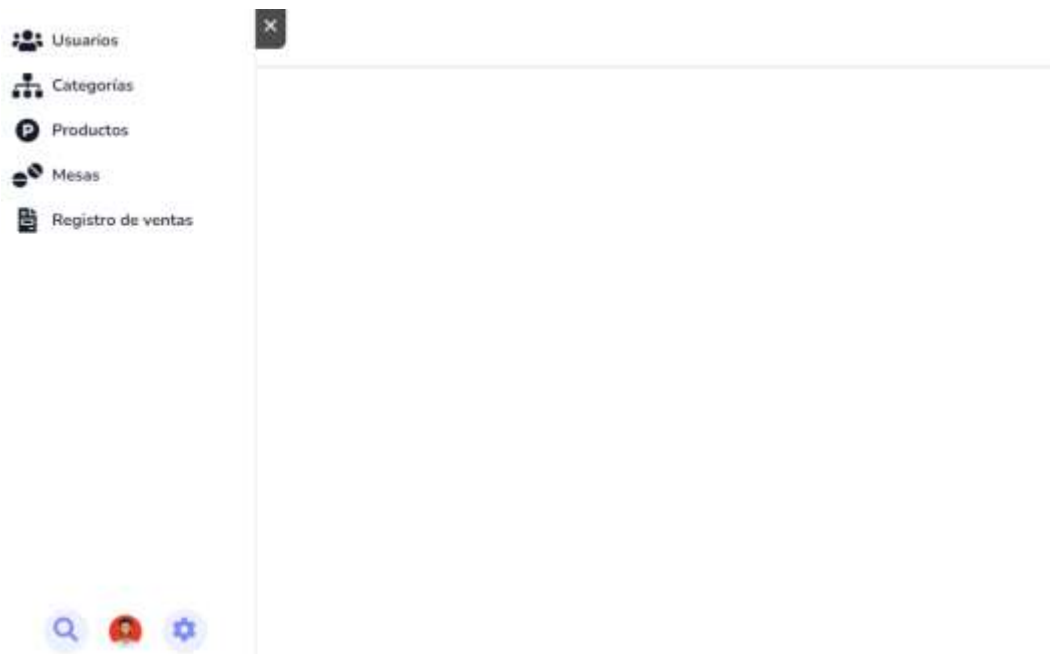 Usuarios
Categorías
Productos
Mesas
Registro de ventas